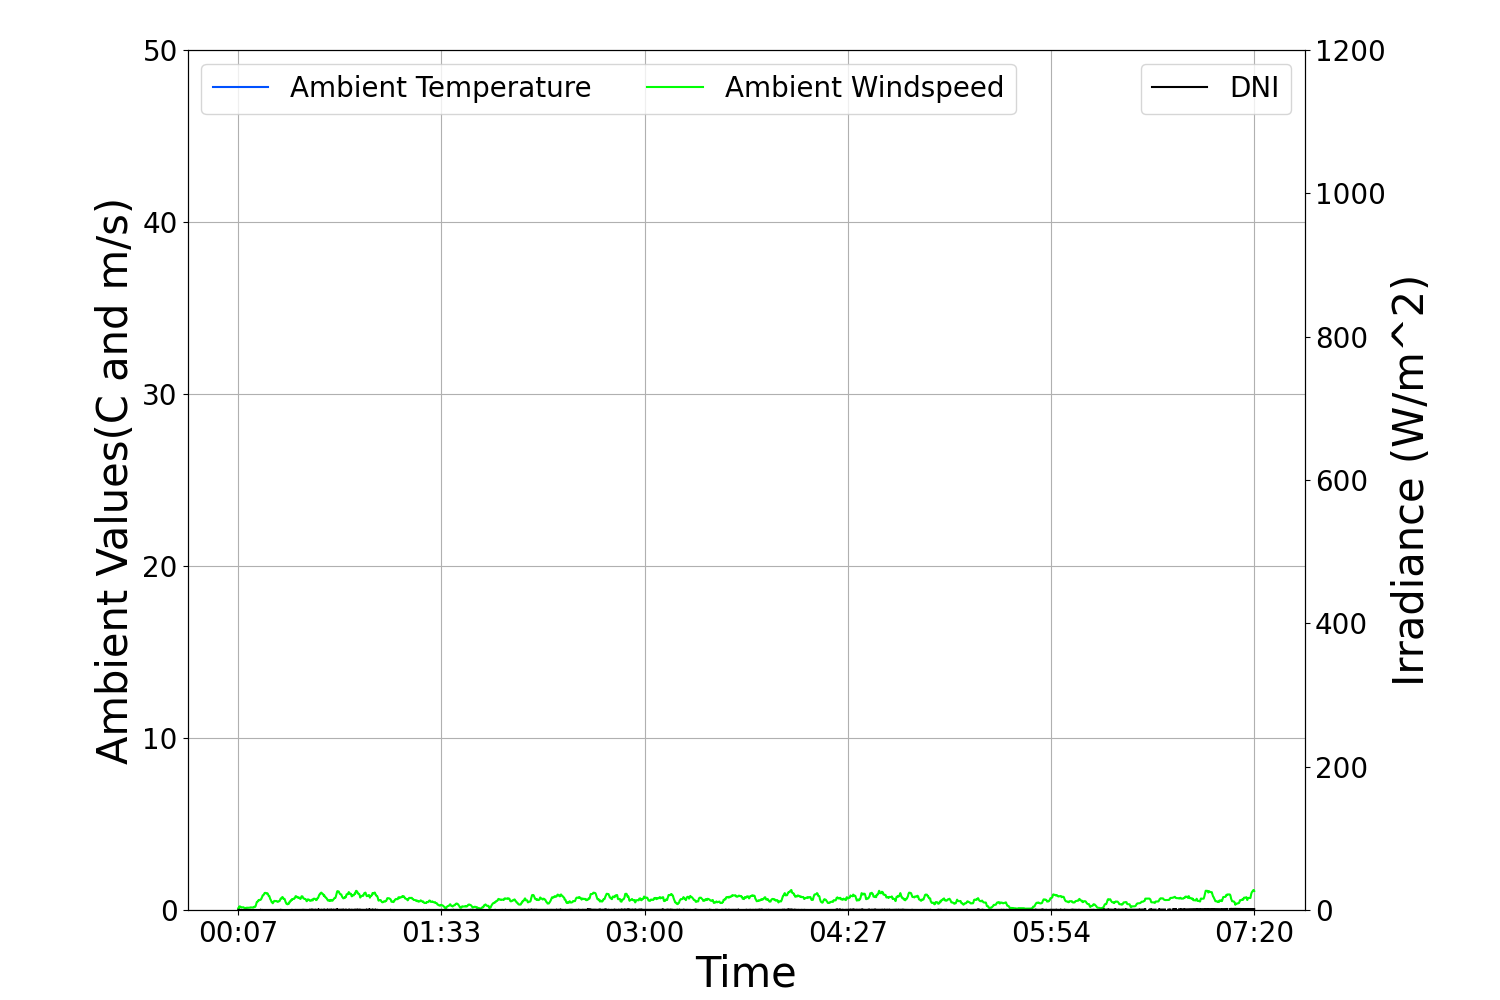 Ambient Temperature Ambient Windspeed DNI
50
40
30
20
10
0
Ambient Values(C and m/s)
1200
1000
800
600
400
200
0
Irradiance (W/m^2)
00:07 01:33 03:00 04:27 05:54 07:20
Time